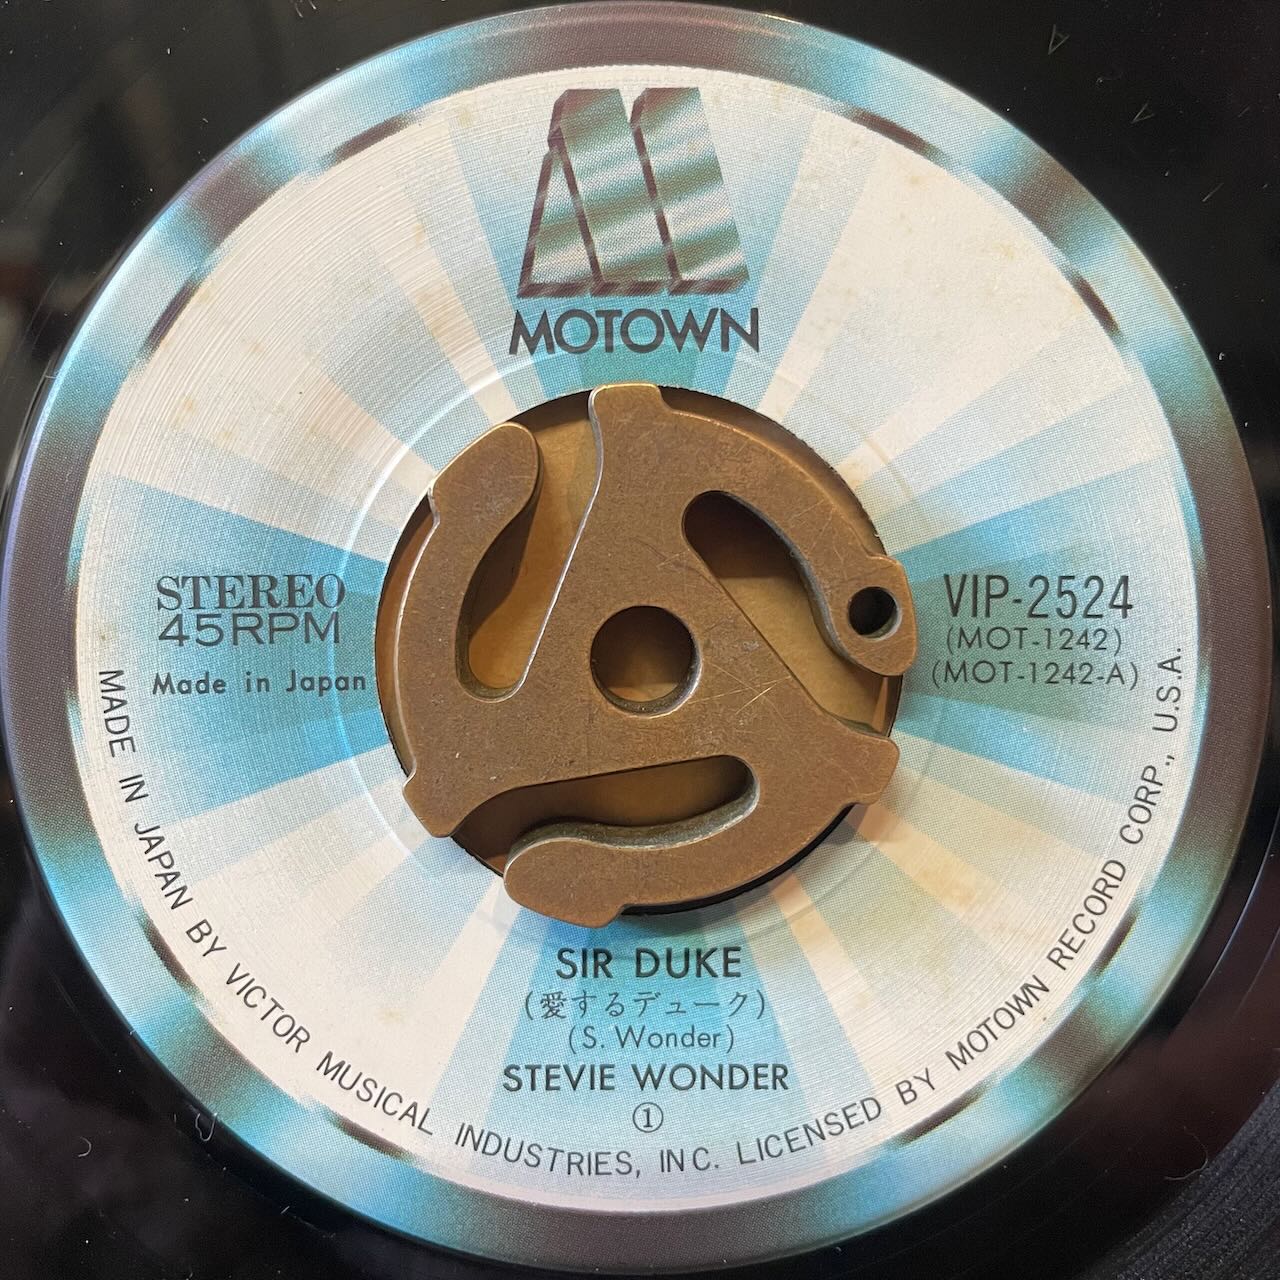 MOTOWN
STEREO
45RPM
Made in Japan
VIP-2524
(MOT-1242)
(MOT-1242-A)
SIR DUKE
(愛するデューク)
(S. Wonder)
STEVIE WONDER
①
MADE IN JAPAN BY VICTOR MUSICAL INDUSTRIES, INC. LICENSED BY MOTOWN RECORD CORP., U.S.A.